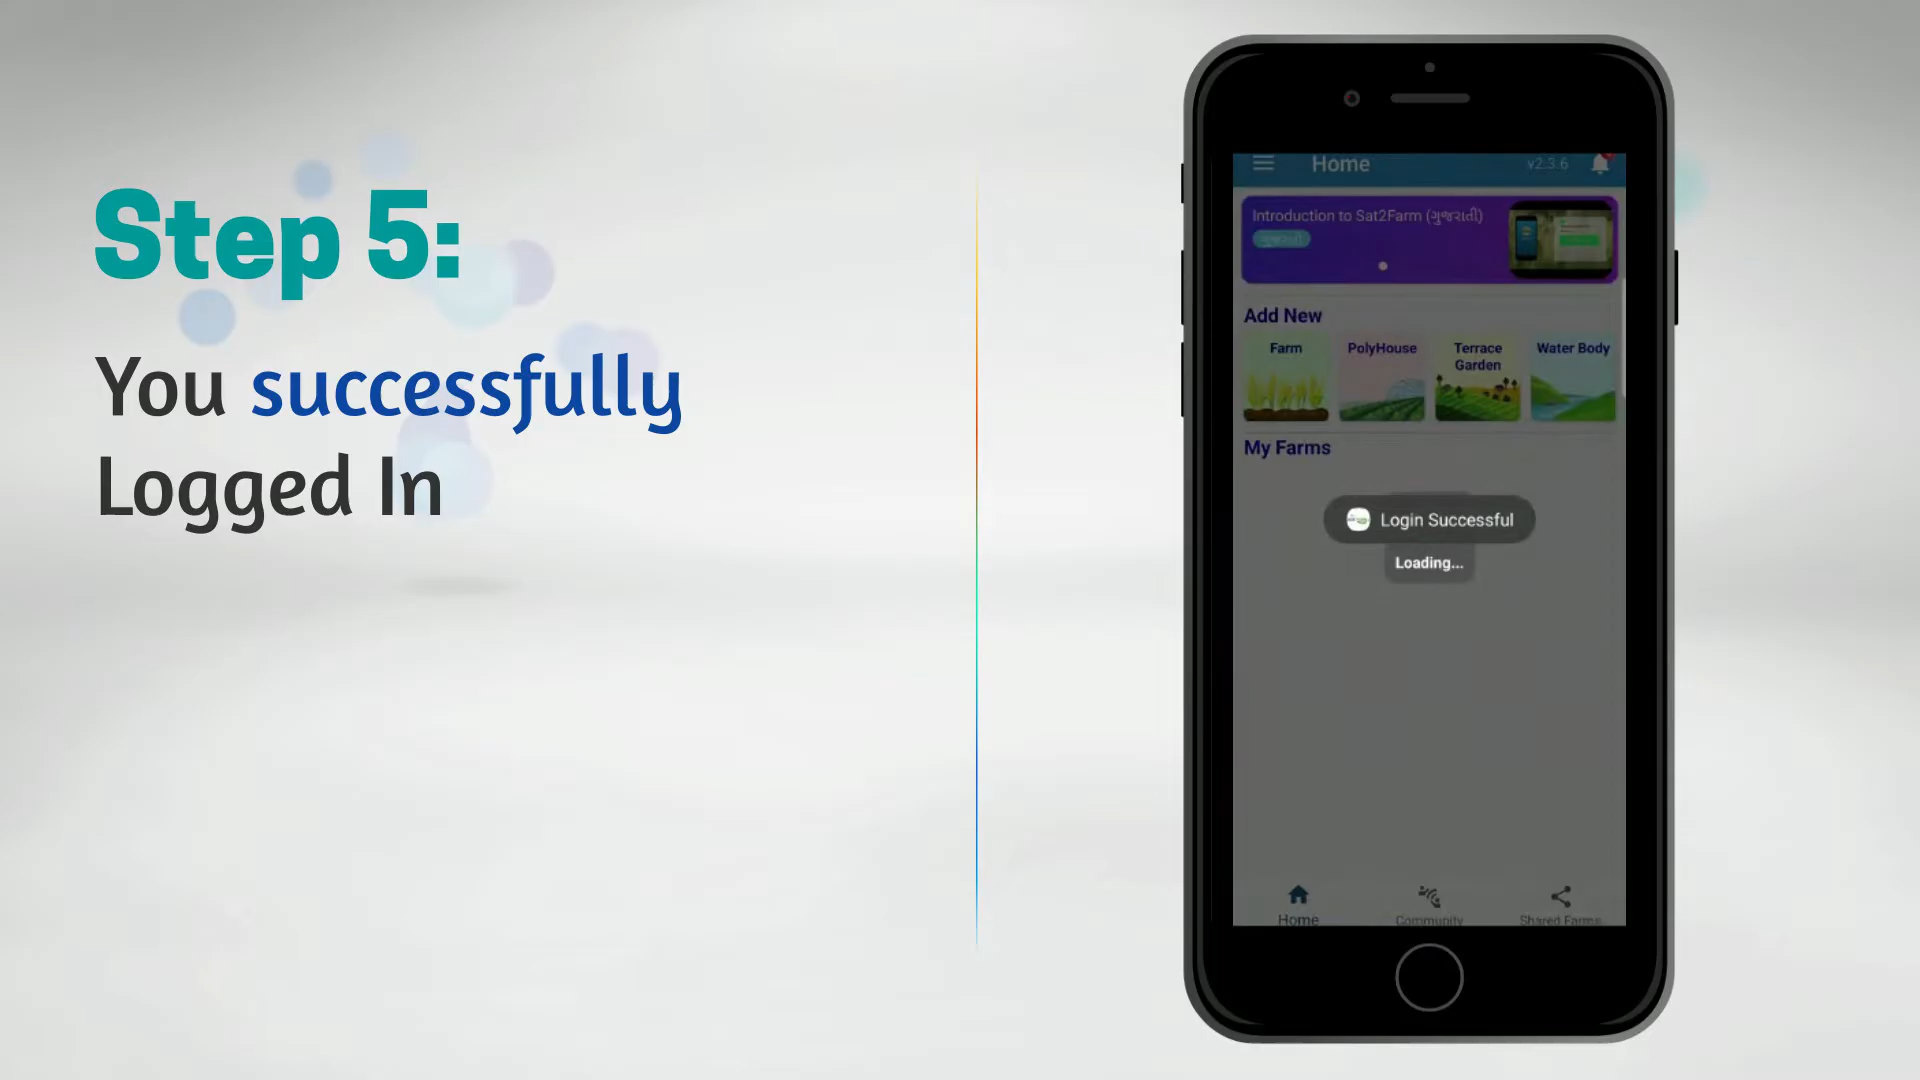 Step 5:
You successfully
Logged In
Home
v2.3.6
Introduction to Sat2Farm (ગુજરાતી)
ગુજરાતી
Add New
Farm
PolyHouse
Terrace
Garden
Water Body
My Farms
Login Successful
Loading...
Home
Community
Shared Farms